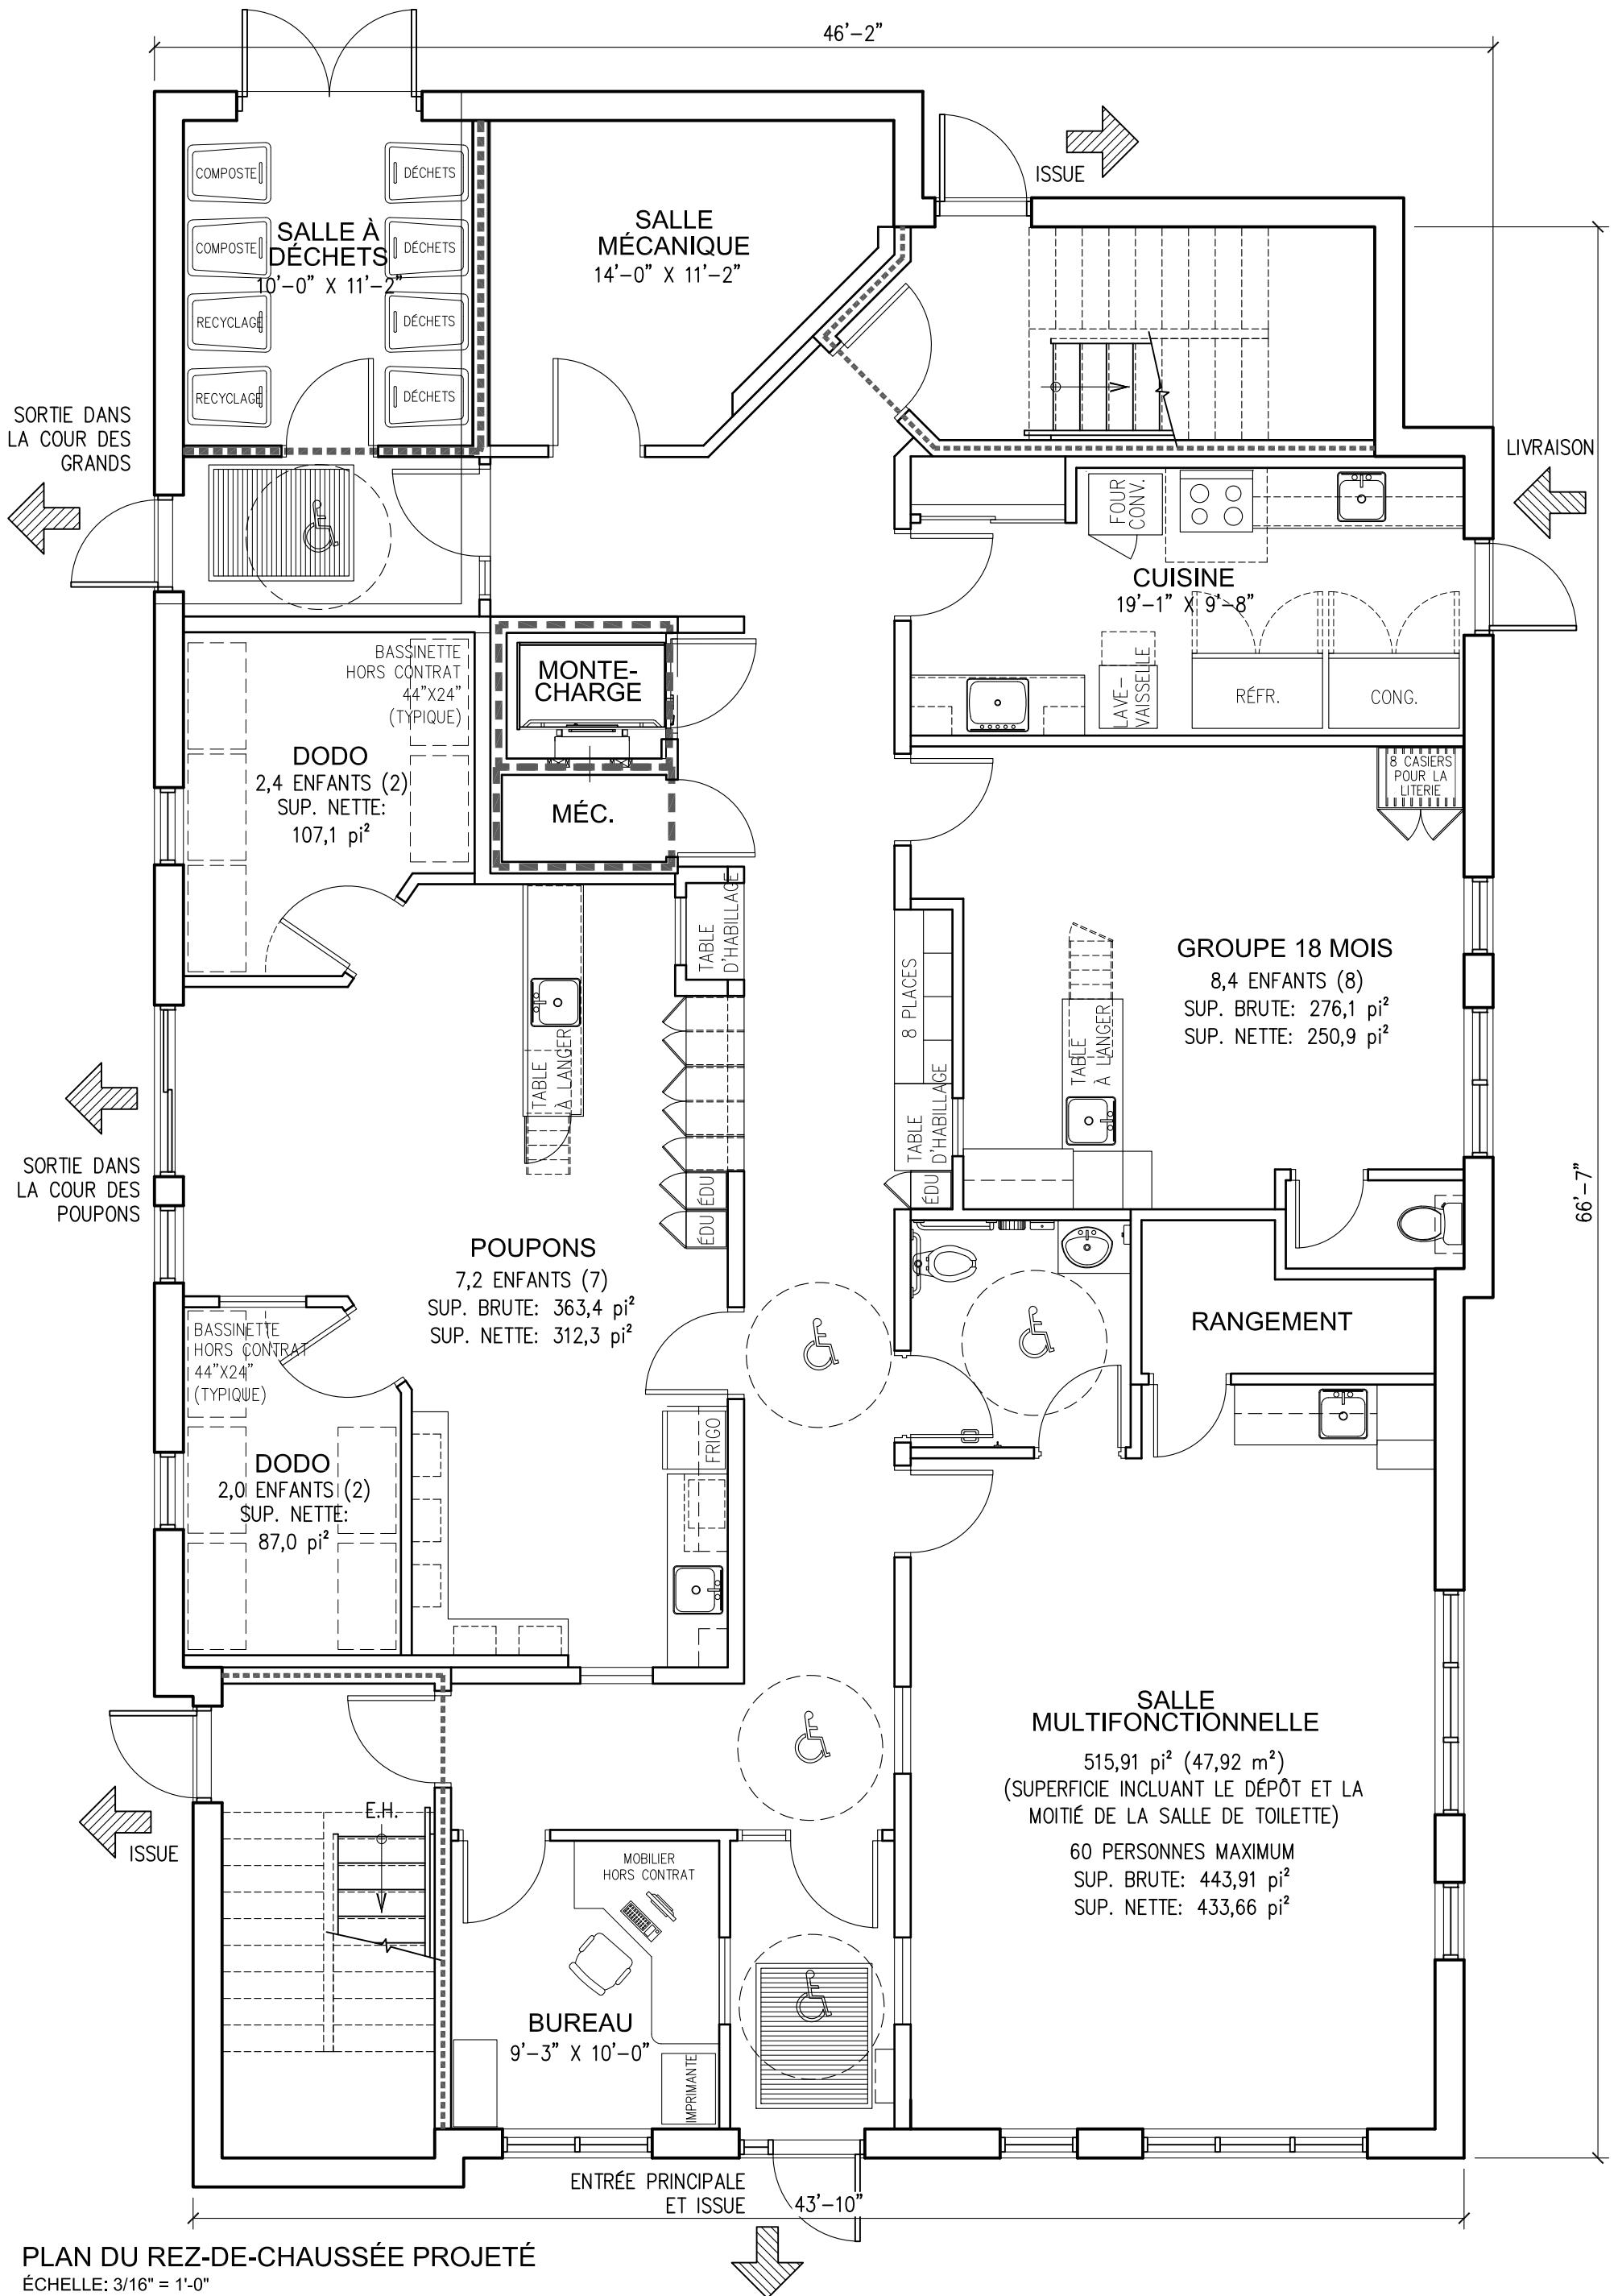 46'-2"
ISSUE
COMPOSTE
DÉCHETS
COMPOSTE
DÉCHETS
RECYCLAGE
DÉCHETS
RECYCLAGE
DÉCHETS
SALLE À
DÉCHETS
10'-0" X 11'-2"
SALLE
MÉCANIQUE
14'-0" X 11'-2"
SORTIE DANS
LA COUR DES
GRANDS
LIVRAISON
FOUR
CONV.
CUISINE
19'-1" X 9'-8"
LAVE-
VAISSELLE
RÉFR.
CONG.
BASSINETTE
HORS CONTRAT
44"X24"
(TYPIQUE)
MONTE-
CHARGE
MÉC.
DODO
2,4 ENFANTS (2)
SUP. NETTE:
107,1 pi²
8 CASIERS
POUR LA
LITERIE
TABLE
D'HABILLAGE
8 PLACES
GROUPE 18 MOIS
8,4 ENFANTS (8)
SUP. BRUTE: 276,1 pi²
SUP. NETTE: 250,9 pi²
TABLE
À LANGER
TABLE
À LANGER
TABLE
D'HABILLAGE
ÉDU
ÉDU
ÉDU
SORTIE DANS
LA COUR DES
POUPONS
66'-7"
POUPONS
7,2 ENFANTS (7)
SUP. BRUTE: 363,4 pi²
SUP. NETTE: 312,3 pi²
RANGEMENT
BASSINETTE
HORS CONTRAT
44"X24"
(TYPIQUE)
FRIGO
DODO
2,0 ENFANTS (2)
SUP. NETTE:
87,0 pi²
SALLE
MULTIFONCTIONNELLE
515,91 pi² (47,92 m²)
(SUPERFICIE INCLUANT LE DÉPÔT ET LA
MOITIÉ DE LA SALLE DE TOILETTE)
60 PERSONNES MAXIMUM
SUP. BRUTE: 443,91 pi²
SUP. NETTE: 433,66 pi²
E.H.
ISSUE
MOBILIER
HORS CONTRAT
BUREAU
9'-3" X 10'-0"
IMPRIMANTE
ENTRÉE PRINCIPALE
ET ISSUE
43'-10"
PLAN DU REZ-DE-CHAUSSÉE PROJETÉ
ÉCHELLE: 3/16" = 1'-0"